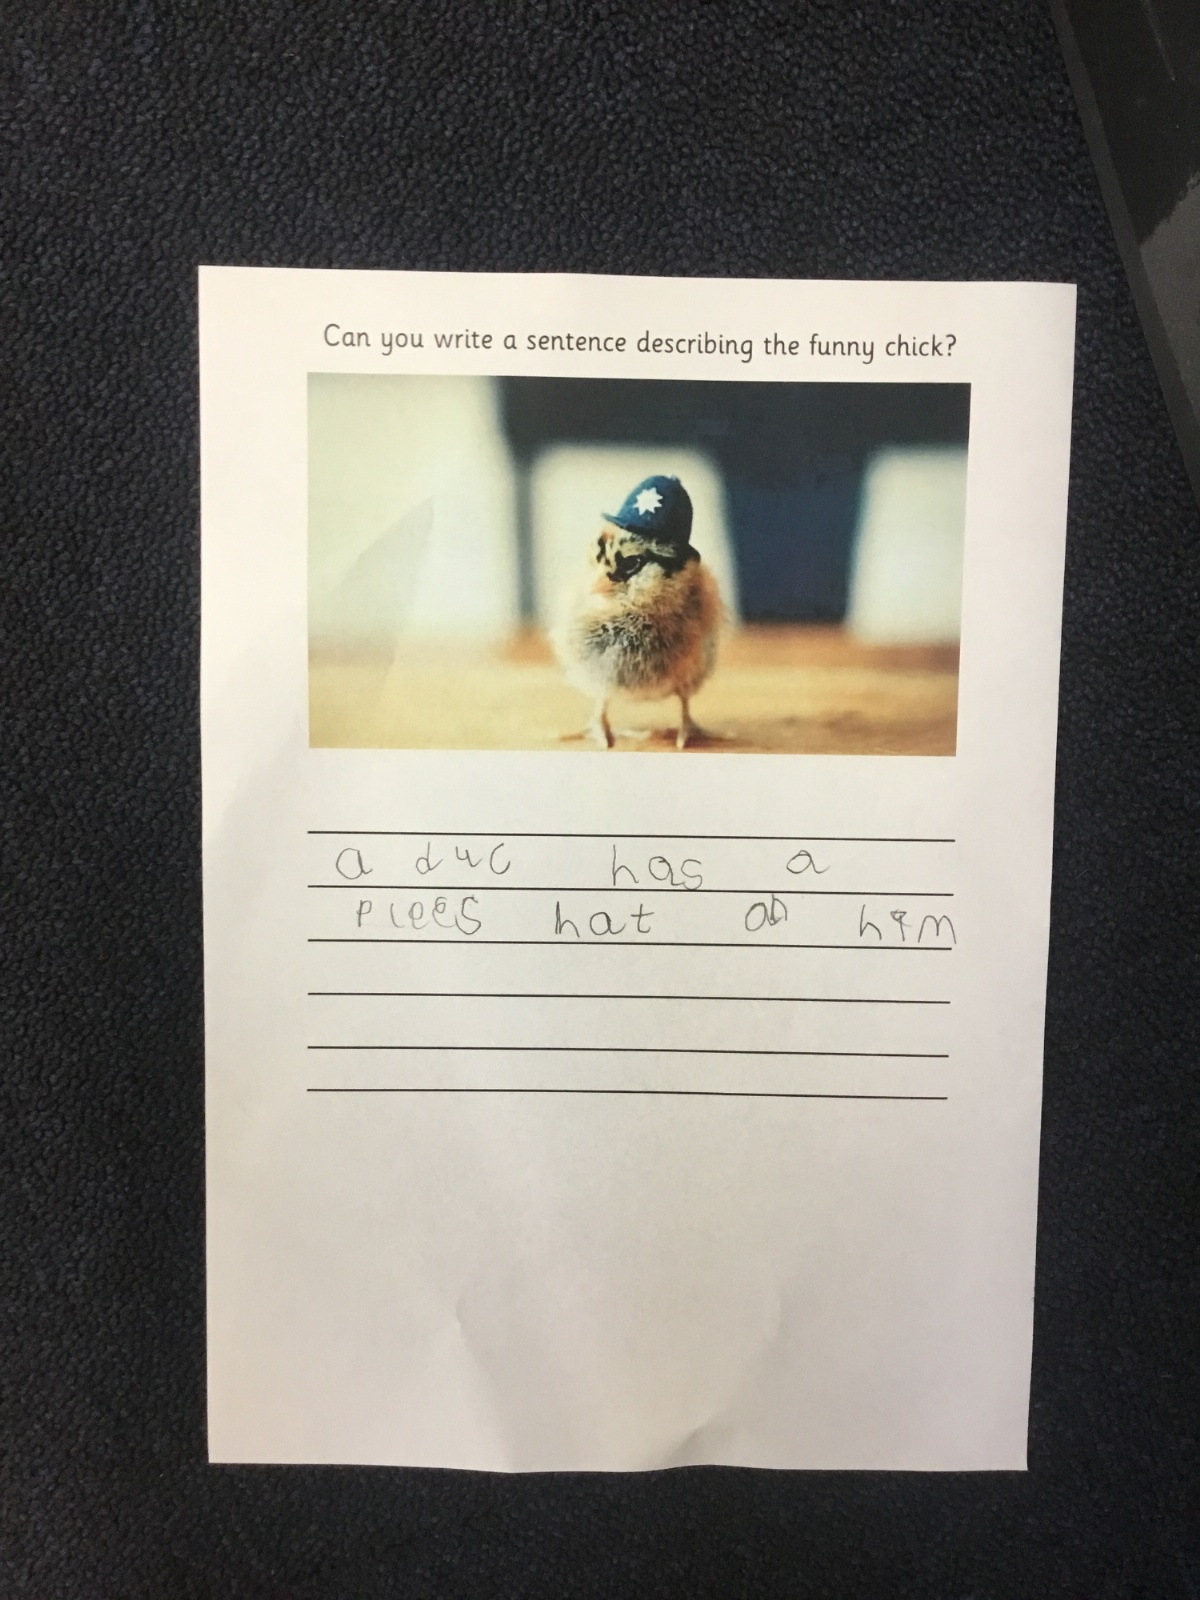 Can you write a sentence describing the funny chick?
a duc has a
plees hat on him